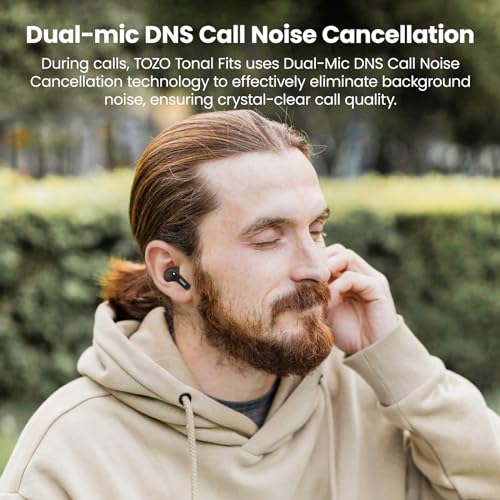 Dual-mic DNS Call Noise Cancellation
During calls, TOZO Tonal Fits uses Dual-Mic DNS Call Noise
Cancellation technology to effectively eliminate background
noise, ensuring crystal-clear call quality.